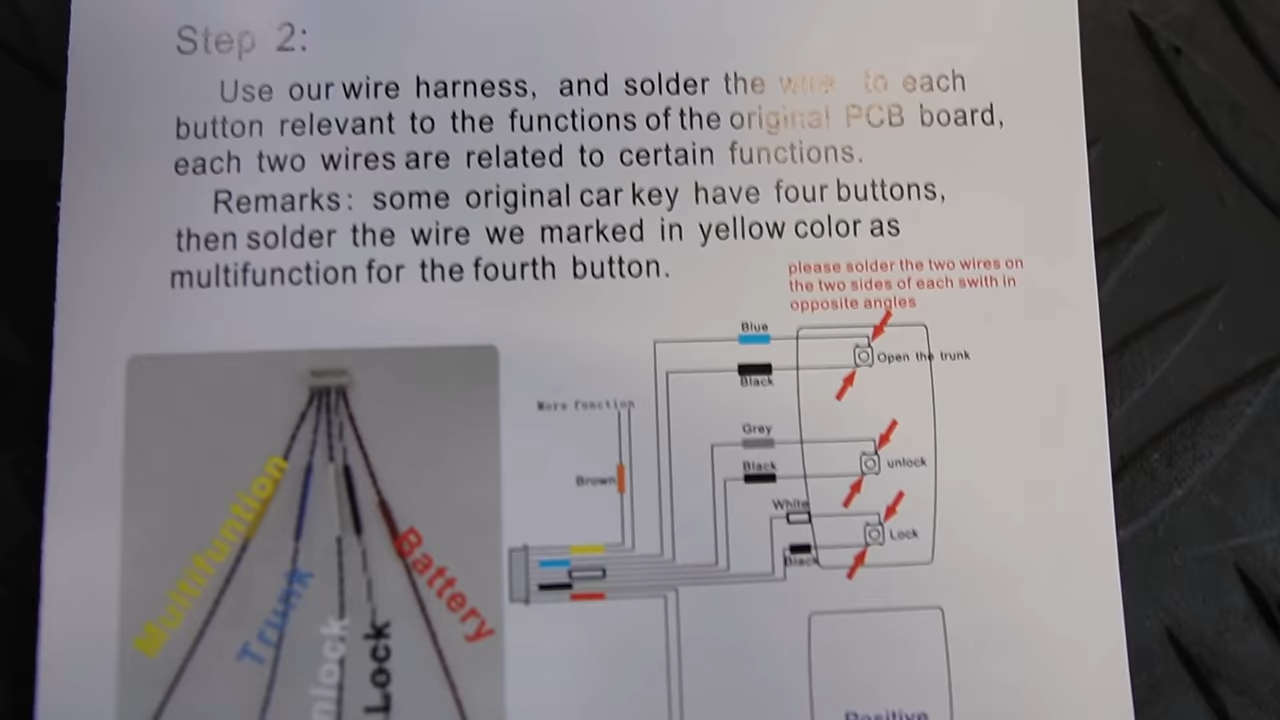 Step 2:
Use our wire harness, and solder the wire to each
button relevant to the functions of the original PCB board,
each two wires are related to certain functions.
Remarks: some original car key have four buttons,
then solder the wire we marked in yellow color as
multifunction for the fourth button.
please solder the two wires on
the two sides of each swith in
opposite angles
Blue
Black
Open the trunk
More function
Grey
Black
unlock
Brown
White
Black
Lock
Multifuntion
Trunk
nlock
Lock
Battery
Positive